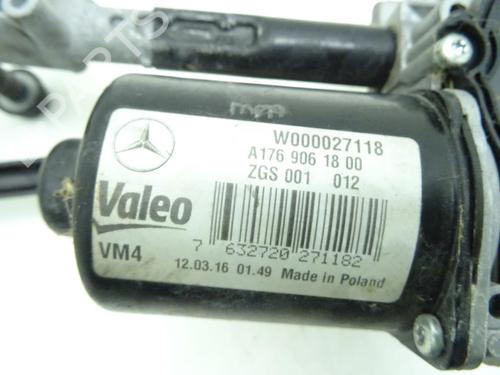 W000027118
A176 906 18 00
ZGS 001 012
Valeo
VM4
7 632720 271182
12.03.16 01.49 Made in Poland